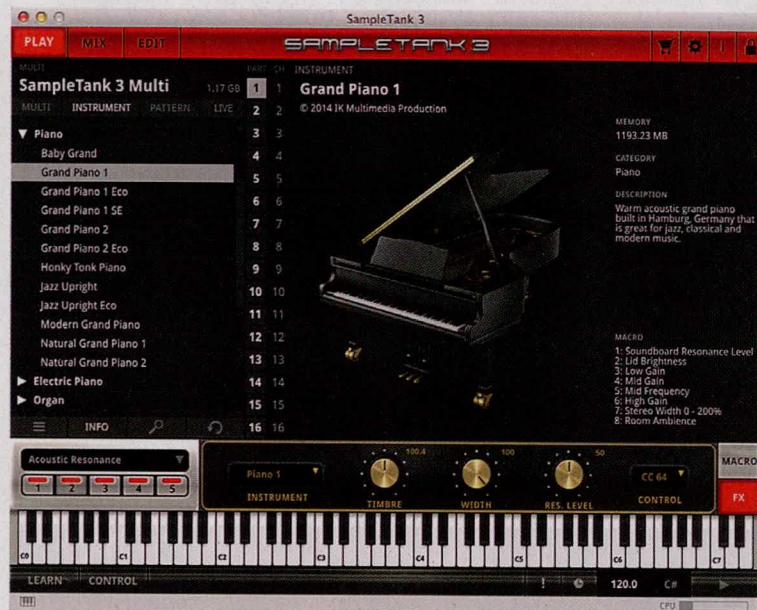 SampleTank 3
PLAY MIX EDIT SAMPLETANK 3
MULTI
SampleTank 3 Multi 1.17 GB
MULTI INSTRUMENT PATTERN LIVE
▼ Piano
Baby Grand
Grand Piano 1
Grand Piano 1 Eco
Grand Piano 1 SE
Grand Piano 2
Grand Piano 2 Eco
Honky Tonk Piano
Jazz Upright
Jazz Upright Eco
Modern Grand Piano
Natural Grand Piano 1
Natural Grand Piano 2
▶ Electric Piano
▶ Organ
INFO
PART CH
1 1
2 2
3 3
4 4
5 5
6 6
7 7
8 8
9 9
10 10
11 11
12 12
13 13
14 14
15 15
16 16
INSTRUMENT
Grand Piano 1
© 2014 IK Multimedia Production
MEMORY
1193.23 MB
CATEGORY
Piano
DESCRIPTION
Warm acoustic grand piano
built in Hamburg, Germany that
is great for jazz, classical and
modern music.
MACRO
1: Soundboard Resonance Level
2: Lid Brightness
3: Low Gain
4: Mid Gain
5: Mid Frequency
6: High Gain
7: Stereo Width 0 - 200%
8: Room Ambience
Acoustic Resonance
1 2 3 4 5
Piano 1
INSTRUMENT
100.4
TIMBRE
100
WIDTH
50
RES. LEVEL
CC 64
CONTROL
MACRO
FX
C0 C1 C2 C3 C4 C5 C6 C7
LEARN CONTROL ! 120.0 C#
CPU